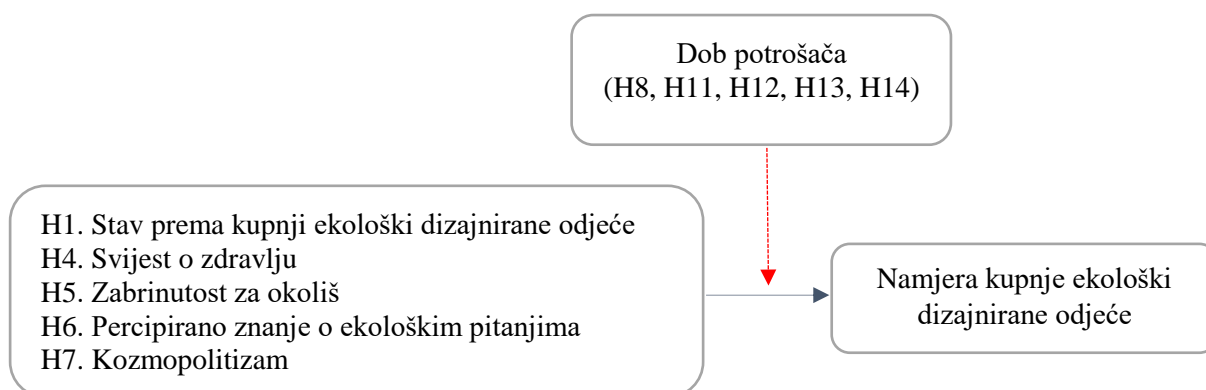 Dob potrošača
(H8, H11, H12, H13, H14)
H1. Stav prema kupnji ekološki dizajnirane odjeće
H4. Svijest o zdravlju
H5. Zabrinutost za okoliš
H6. Percipirano znanje o ekološkim pitanjima
H7. Kozmopolitizam
Namjera kupnje ekološki
dizajnirane odjeće